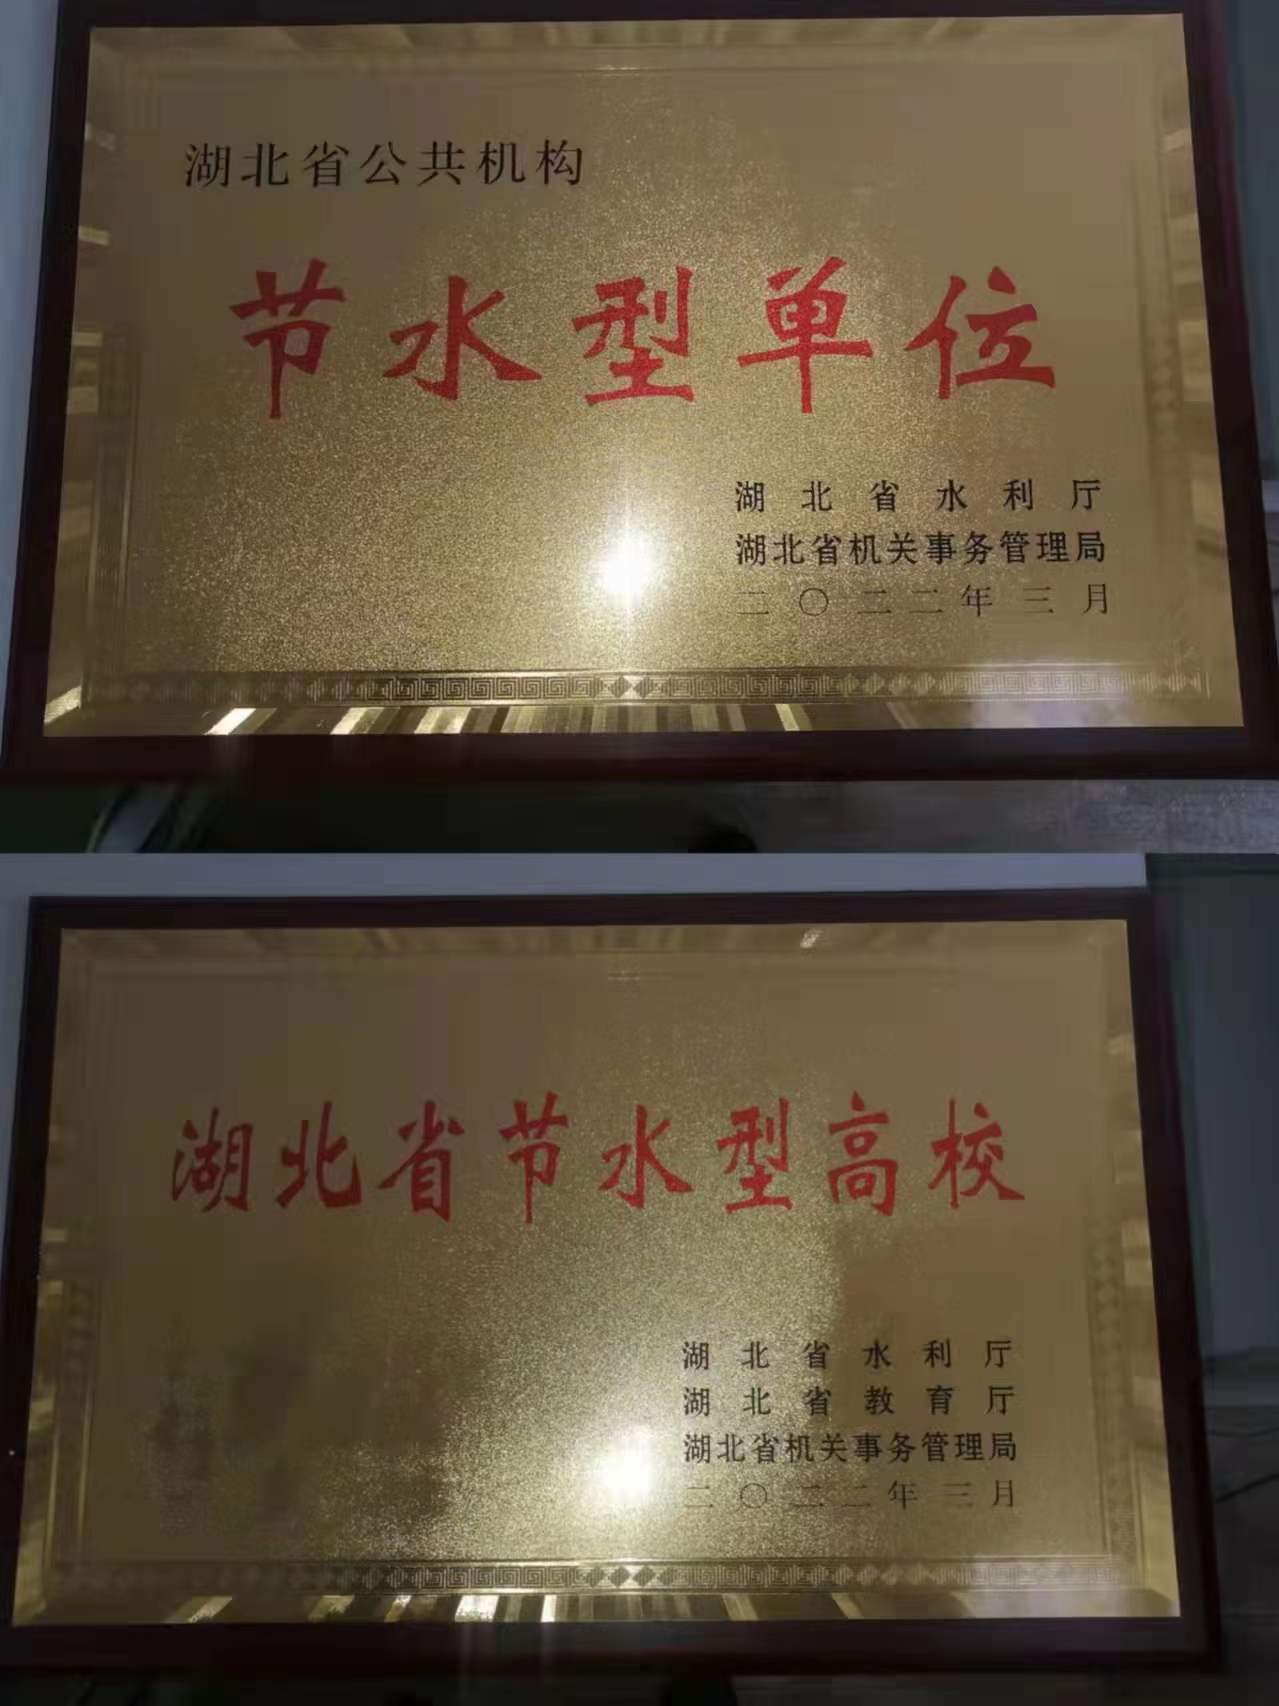 湖北省公共机构
节水型单位
湖北省水利厅
湖北省机关事务管理局
二〇二二年三月
湖北省节水型高校
湖北省水利厅
湖北省教育厅
湖北省机关事务管理局
二〇二二年三月